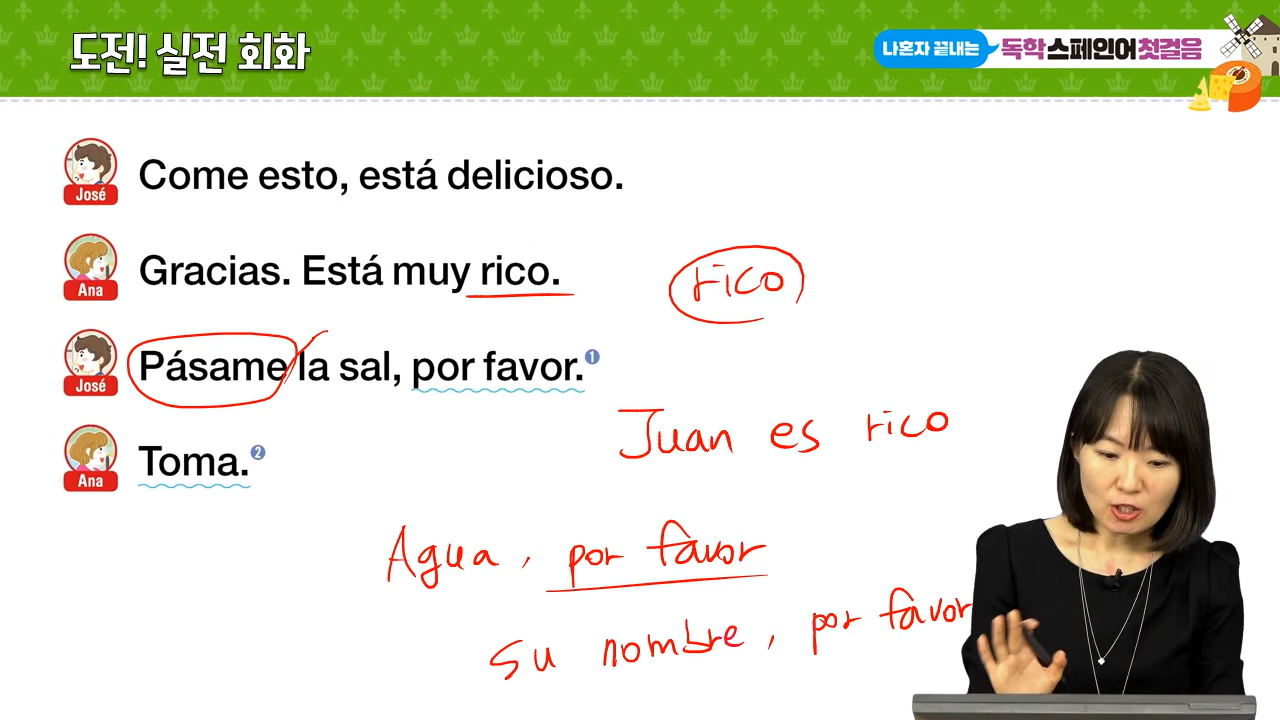 도전! 실전 회화
나혼자 끝내는 독학 스페인어 첫걸음
José Come esto, está delicioso.
Ana Gracias. Está muy rico.
rico
José Pásame la sal, por favor.1
Juan es rico
Ana Toma.2
Agua, por favor
su nombre, por favor